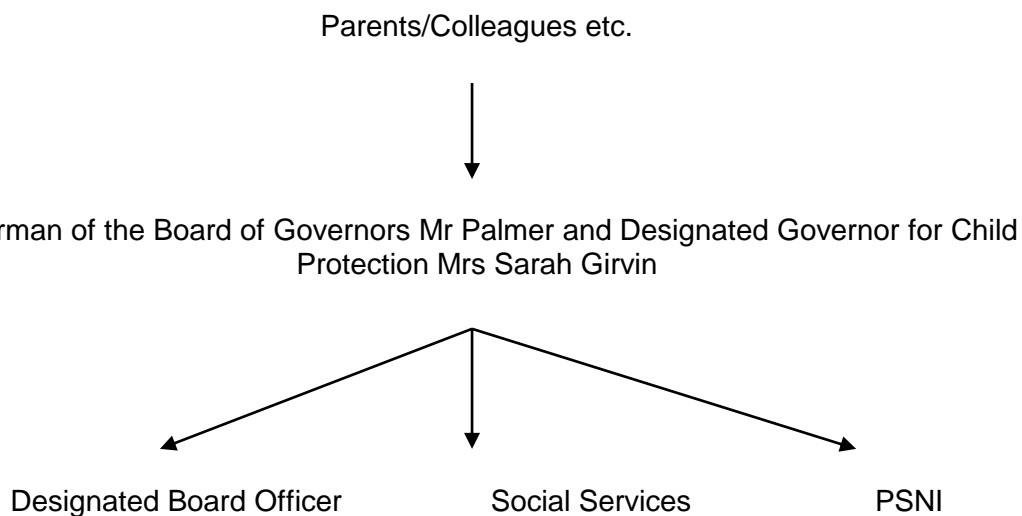 Parents/Colleagues etc.
rman of the Board of Governors Mr Palmer and Designated Governor for Child
Protection Mrs Sarah Girvin
Designated Board Officer Social Services PSNI